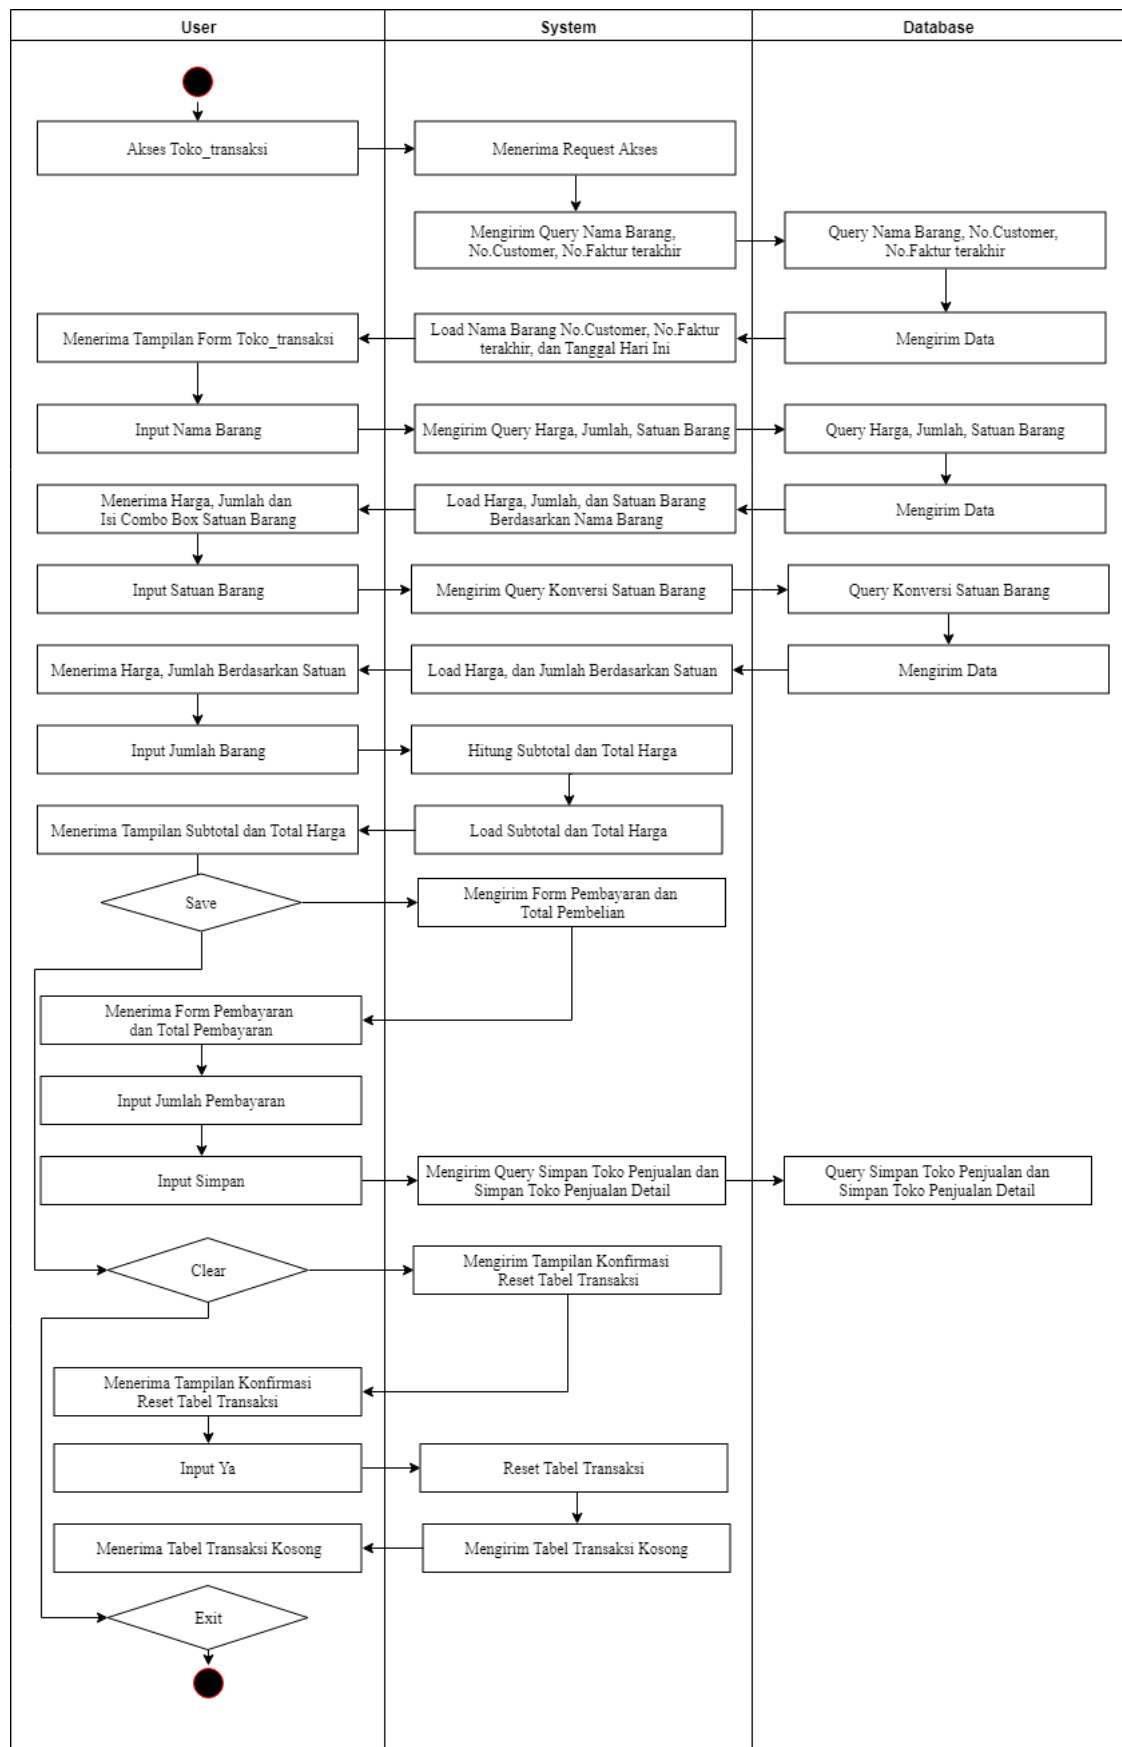 User
System
Database
Akses Toko_transaksi
Menerima Request Akses
Mengirim Query Nama Barang,
No.Customer, No.Faktur terakhir
Query Nama Barang, No.Customer,
No.Faktur terakhir
Menerima Tampilan Form Toko_transaksi
Load Nama Barang No.Customer, No.Faktur
terakhir, dan Tanggal Hari Ini
Mengirim Data
Input Nama Barang
Mengirim Query Harga, Jumlah, Satuan Barang
Query Harga, Jumlah, Satuan Barang
Menerima Harga, Jumlah dan
Isi Combo Box Satuan Barang
Load Harga, Jumlah, dan Satuan Barang
Berdasarkan Nama Barang
Mengirim Data
Input Satuan Barang
Mengirim Query Konversi Satuan Barang
Query Konversi Satuan Barang
Menerima Harga, Jumlah Berdasarkan Satuan
Load Harga, dan Jumlah Berdasarkan Satuan
Mengirim Data
Input Jumlah Barang
Hitung Subtotal dan Total Harga
Menerima Tampilan Subtotal dan Total Harga
Load Subtotal dan Total Harga
Save
Mengirim Form Pembayaran dan
Total Pembelian
Menerima Form Pembayaran
dan Total Pembayaran
Input Jumlah Pembayaran
Input Simpan
Mengirim Query Simpan Toko Penjualan dan
Simpan Toko Penjualan Detail
Query Simpan Toko Penjualan dan
Simpan Toko Penjualan Detail
Clear
Mengirim Tampilan Konfirmasi
Reset Tabel Transaksi
Menerima Tampilan Konfirmasi
Reset Tabel Transaksi
Input Ya
Reset Tabel Transaksi
Menerima Tabel Transaksi Kosong
Mengirim Tabel Transaksi Kosong
Exit